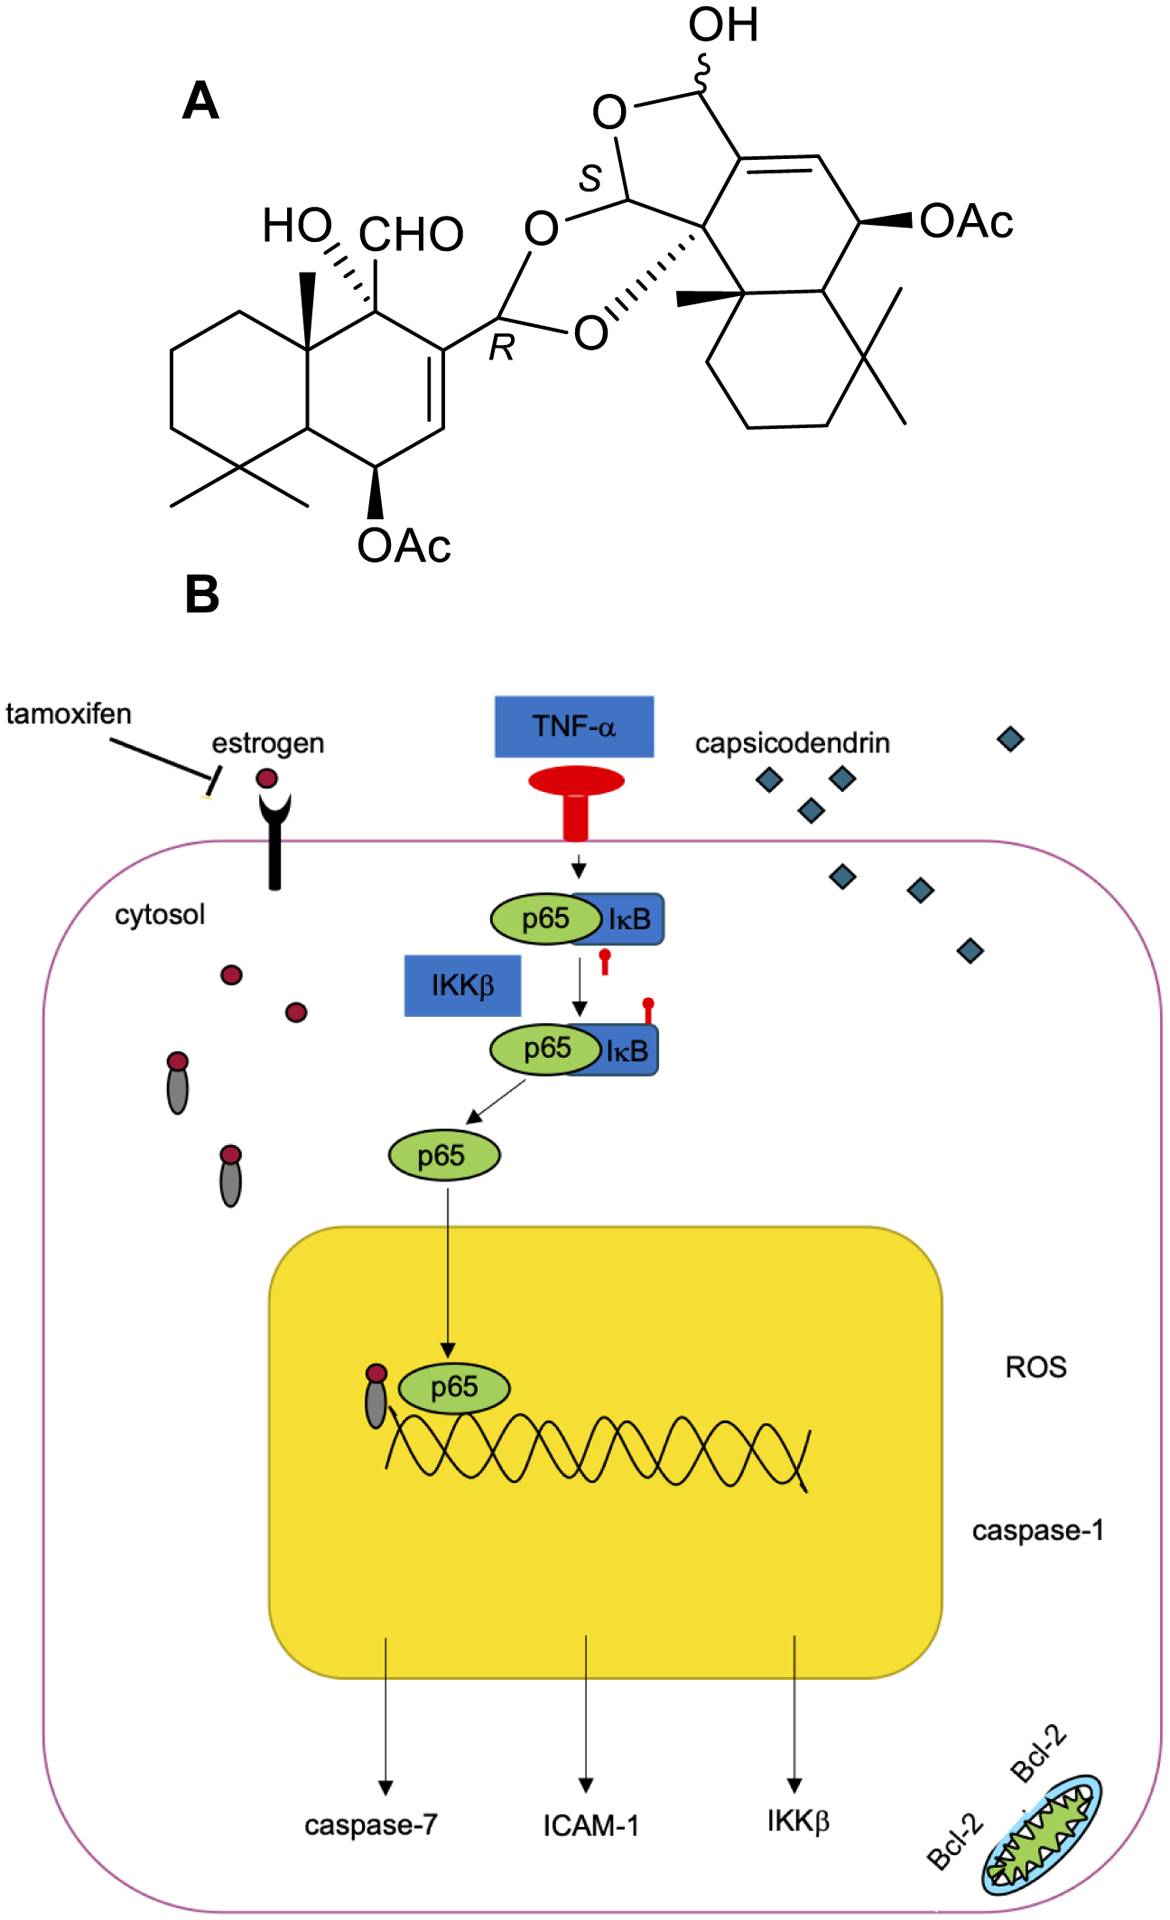 A
OH
O
S
HO
CHO
O
OAc
R
O
OAc
B
tamoxifen
estrogen
TNF-α
capsicodendrin
cytosol
p65
IκB
IKKβ
p65
IκB
p65
p65
ROS
caspase-1
Bcl-2
Bcl-2
caspase-7
ICAM-1
IKKβ